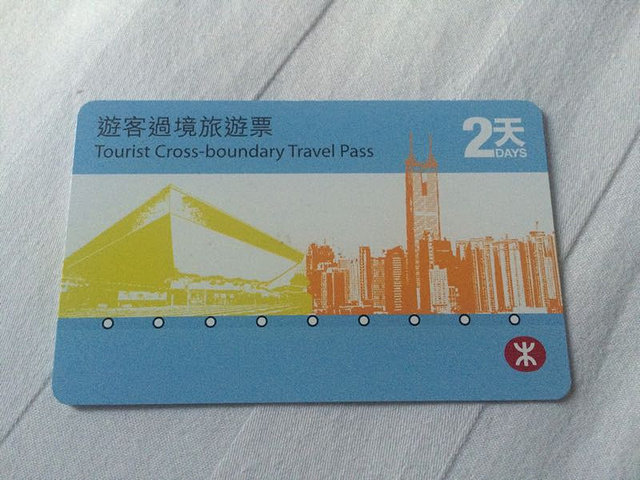 遊客過境旅遊票
Tourist Cross-boundary Travel Pass
2天
DAYS